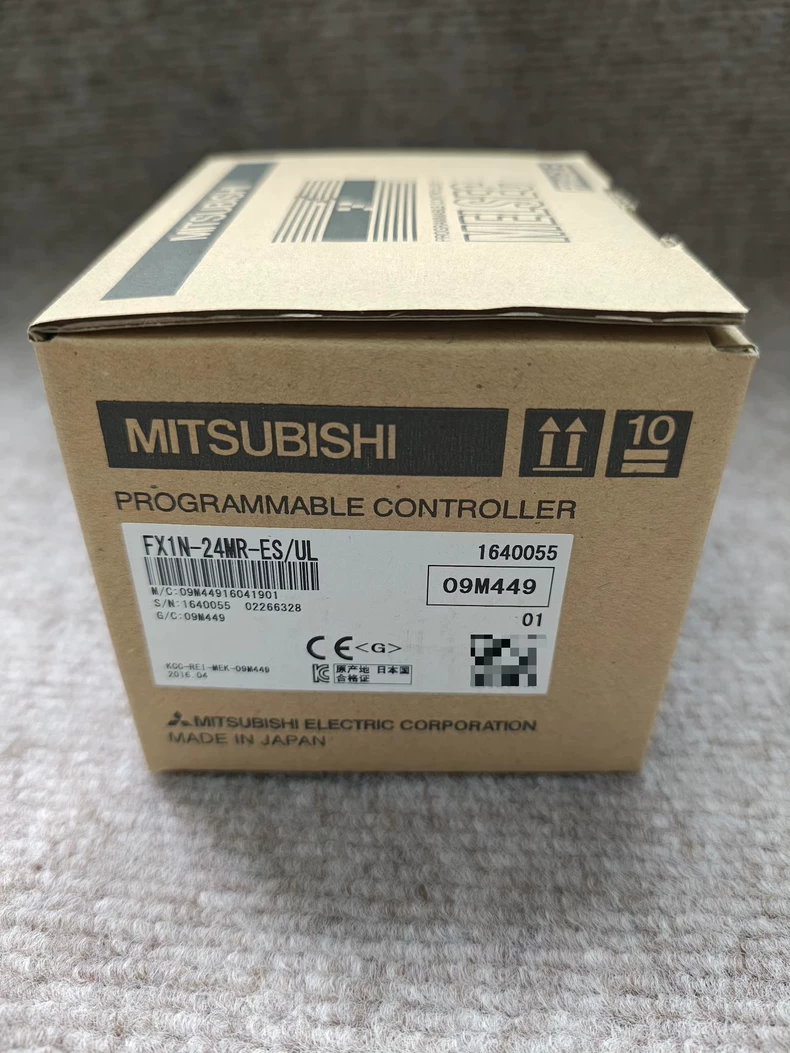 MITSUBISHI
PROGRAMMABLE CONTROLLER
MELSEC
MITSUBISHI
10
PROGRAMMABLE CONTROLLER
FX1N-24MR-ES/UL
1640055
M/C:09M44916041901
09M449
S/N:1640055 02266328
G/C:09M449
01
CE<G>
KCC-REI-MEK-09M449
原产地 日本国
2016.04
合格证
MITSUBISHI ELECTRIC CORPORATION
MADE IN JAPAN